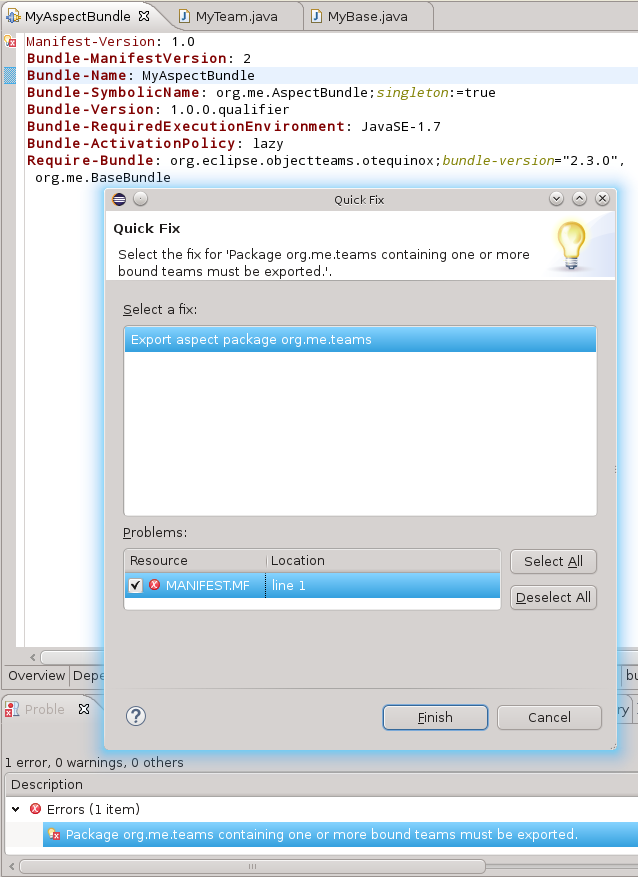 MyAspectBundle
MyTeam.java
MyBase.java
Manifest-Version: 1.0
Bundle-ManifestVersion: 2
Bundle-Name: MyAspectBundle
Bundle-SymbolicName: org.me.AspectBundle;singleton:=true
Bundle-Version: 1.0.0.qualifier
Bundle-RequiredExecutionEnvironment: JavaSE-1.7
Bundle-ActivationPolicy: lazy
Require-Bundle: org.eclipse.objectteams.otequinox;bundle-version="2.3.0",
org.me.BaseBundle
Quick Fix
Quick Fix
Select the fix for 'Package org.me.teams containing one or more
bound teams must be exported.'.
Select a fix:
Export aspect package org.me.teams
Problems:
Resource Location
MANIFEST.MF line 1
Select All
Deselect All
Overview Depe bu
Proble ry
Finish Cancel
1 error, 0 warnings, 0 others
Description
Errors (1 item)
Package org.me.teams containing one or more bound teams must be exported.